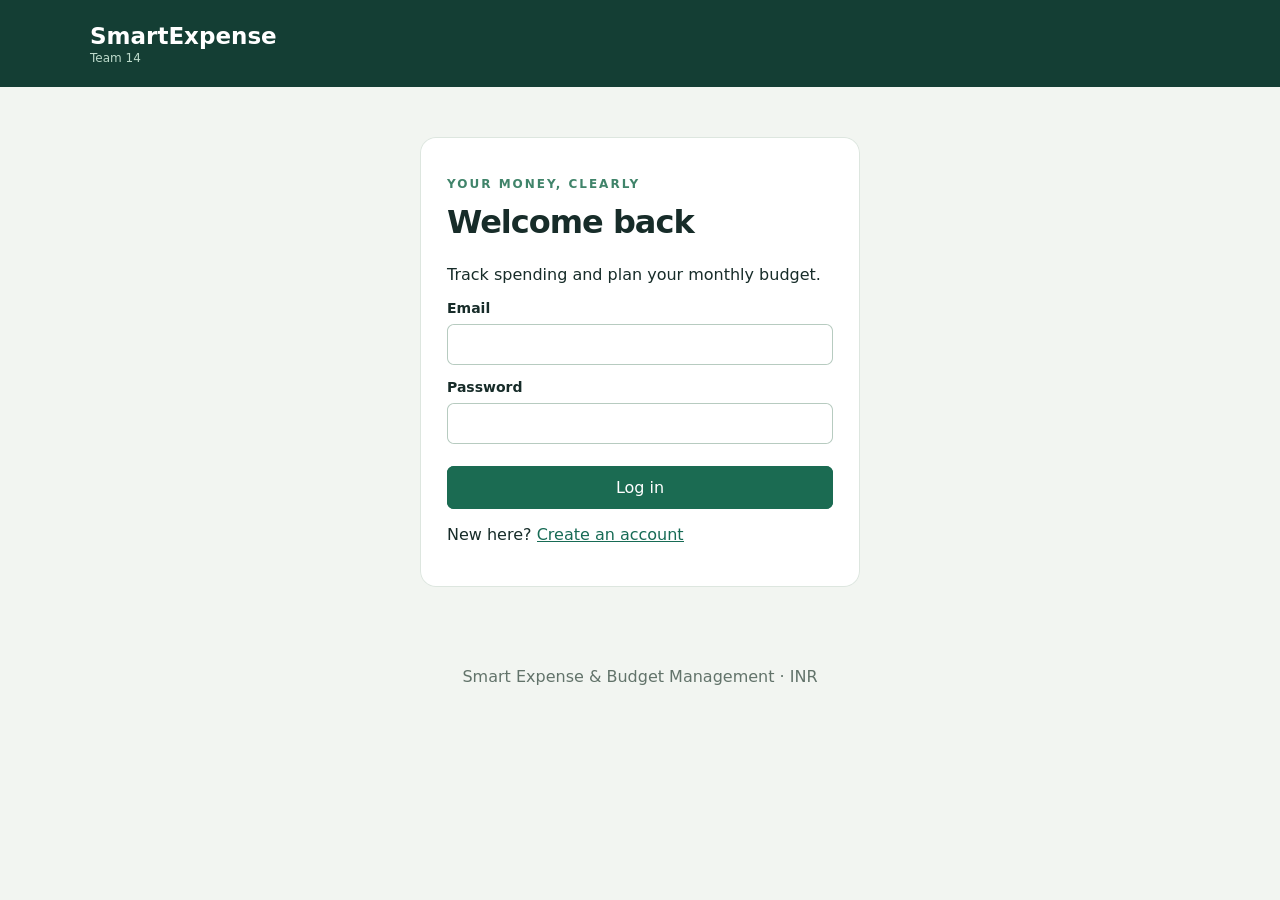 SmartExpense
Team 14
YOUR MONEY, CLEARLY
Welcome back
Track spending and plan your monthly budget.
Email
Password
Log in
New here? Create an account
Smart Expense & Budget Management · INR